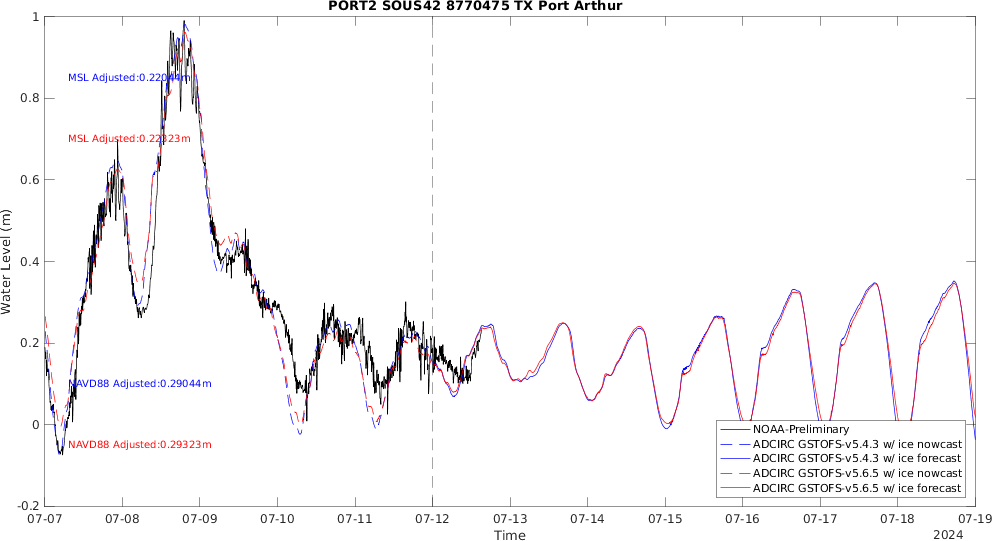 PORT2 SOUS42 8770475 TX Port Arthur
Water Level (m)
1
0.8
0.6
0.4
0.2
0
-0.2
MSL Adjusted:0.22044m
MSL Adjusted:0.22323m
NAVD88 Adjusted:0.29044m
NAVD88 Adjusted:0.29323m
NOAA-Preliminary
ADCIRC GSTOFS-v5.4.3 w/ ice nowcast
ADCIRC GSTOFS-v5.4.3 w/ ice forecast
ADCIRC GSTOFS-v5.6.5 w/ ice nowcast
ADCIRC GSTOFS-v5.6.5 w/ ice forecast
07-07 07-08 07-09 07-10 07-11 07-12 07-13 07-14 07-15 07-16 07-17 07-18 07-19
Time
2024